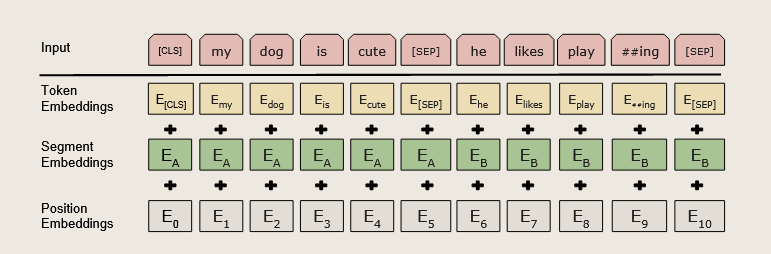 Input [CLS] my dog is cute [SEP] he likes play ##ing [SEP]
Token Embeddings E[CLS] Emy Edog Eis Ecute E[SEP] Ehe Elikes Eplay E##ing E[SEP]
+ + + + + + + + + + +
Segment Embeddings EA EA EA EA EA EA EB EB EB EB EB
+ + + + + + + + + + +
Position Embeddings E0 E1 E2 E3 E4 E5 E6 E7 E8 E9 E10